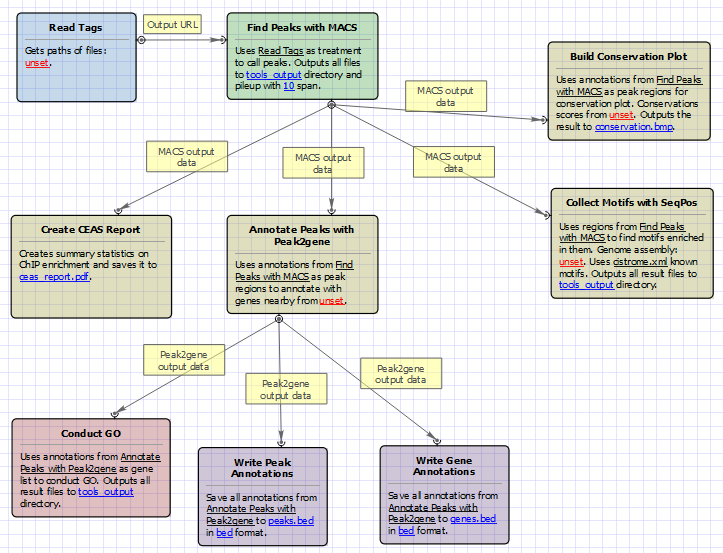 Read Tags
Gets paths of files:
unset.
Output URL
Find Peaks with MACS
Uses Read Tags as treatment
to call peaks. Outputs all files
to tools_output directory and
pileup with 10 span.
Build Conservation Plot
Uses annotations from Find Peaks
with MACS as peak regions for
conservation plot. Conservations
scores from unset. Outputs the
result to conservation.bmp.
MACS output
data
MACS output
data
MACS output
data
MACS output
data
Create CEAS Report
Creates summary statistics on
ChIP enrichment and saves it to
ceas_report.pdf.
Annotate Peaks with
Peak2gene
Uses annotations from Find
Peaks with MACS as peak
regions to annotate with
genes nearby from unset.
Collect Motifs with SeqPos
Uses regions from Find Peaks
with MACS to find motifs enriched
in them. Genome assembly:
unset. Uses cistrome.xml known
motifs. Outputs all result files to
tools_output directory.
Peak2gene
output data
Peak2gene
output data
Peak2gene
output data
Conduct GO
Uses annotations from Annotate
Peaks with Peak2gene as gene
list to conduct GO. Outputs all
result files to tools_output
directory.
Write Peak
Annotations
Save all annotations from
Annotate Peaks with
Peak2gene to peaks.bed
in bed format.
Write Gene
Annotations
Save all annotations from
Annotate Peaks with
Peak2gene to genes.bed
in bed format.